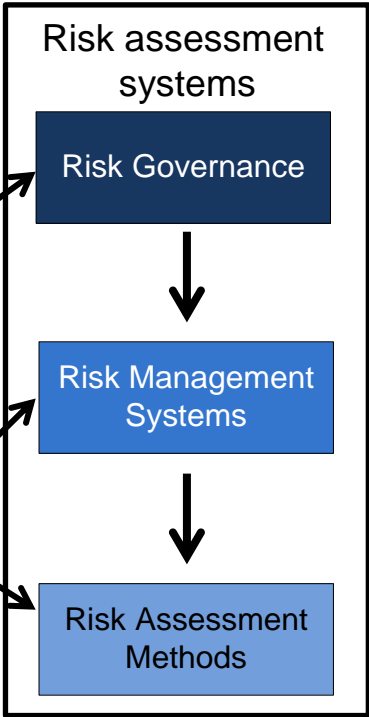 Risk assessment
systems
Risk Governance
Risk Management
Systems
Risk Assessment
Methods